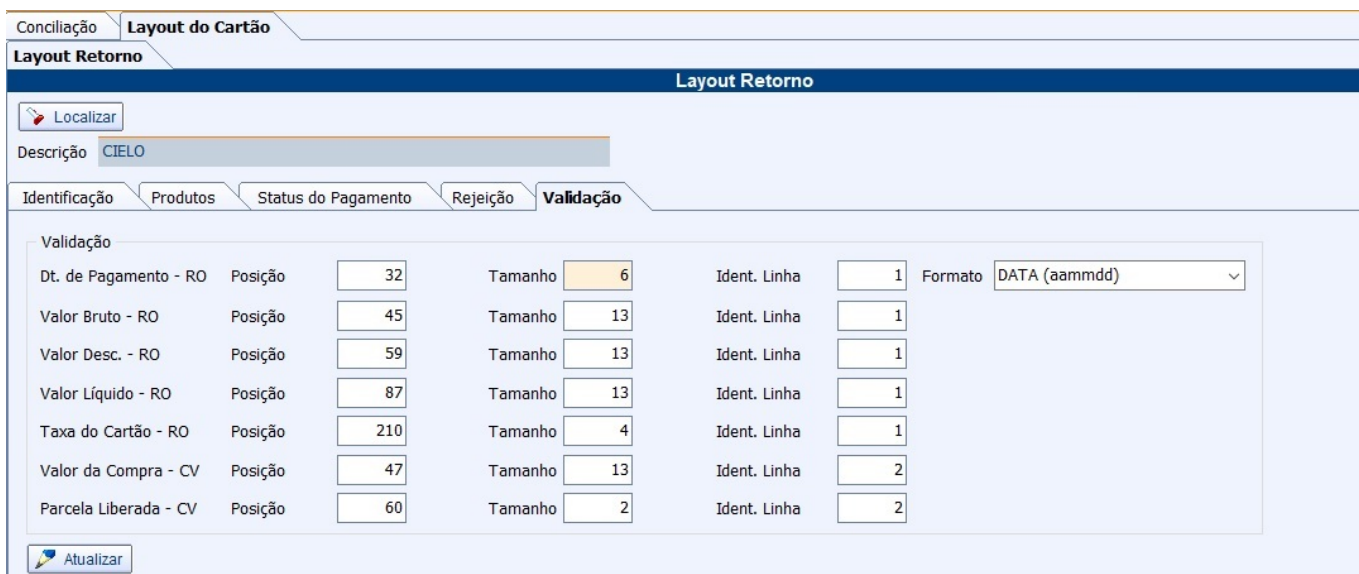 Conciliação Layout do Cartão
Layout Retorno
Layout Retorno
Localizar
Descrição CIELO
Identificação Produtos Status do Pagamento Rejeição Validação
Validação
Dt. de Pagamento - RO Posição 32 Tamanho 6 Ident. Linha 1 Formato DATA (aammdd)
Valor Bruto - RO Posição 45 Tamanho 13 Ident. Linha 1
Valor Desc. - RO Posição 59 Tamanho 13 Ident. Linha 1
Valor Líquido - RO Posição 87 Tamanho 13 Ident. Linha 1
Taxa do Cartão - RO Posição 210 Tamanho 4 Ident. Linha 1
Valor da Compra - CV Posição 47 Tamanho 13 Ident. Linha 2
Parcela Liberada - CV Posição 60 Tamanho 2 Ident. Linha 2
Atualizar